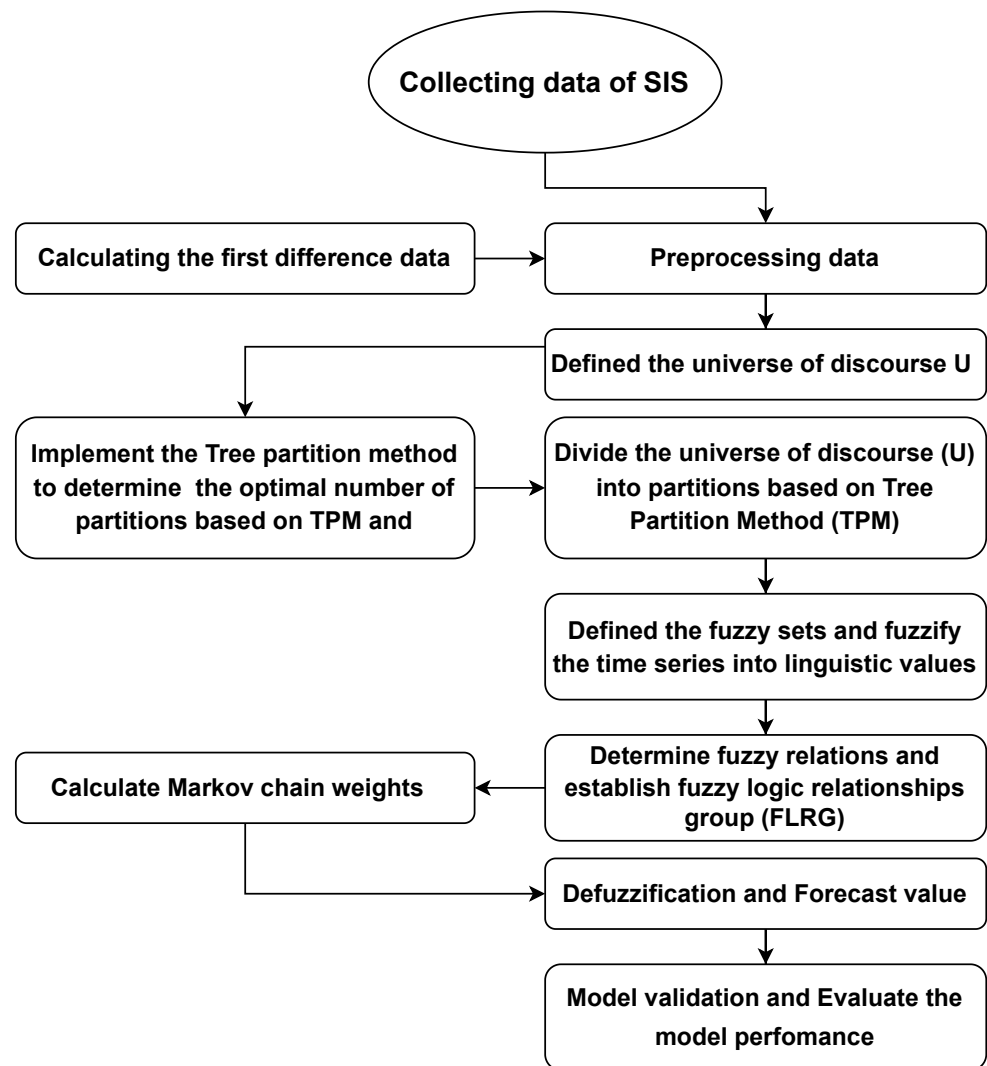 Collecting data of SIS
Calculating the first difference data
Preprocessing data
Defined the universe of discourse U
Implement the Tree partition method
to determine the optimal number of
partitions based on TPM and
Divide the universe of discourse (U)
into partitions based on Tree
Partition Method (TPM)
Defined the fuzzy sets and fuzzify
the time series into linguistic values
Determine fuzzy relations and
establish fuzzy logic relationships
group (FLRG)
Calculate Markov chain weights
Defuzzification and Forecast value
Model validation and Evaluate the
model perfomance